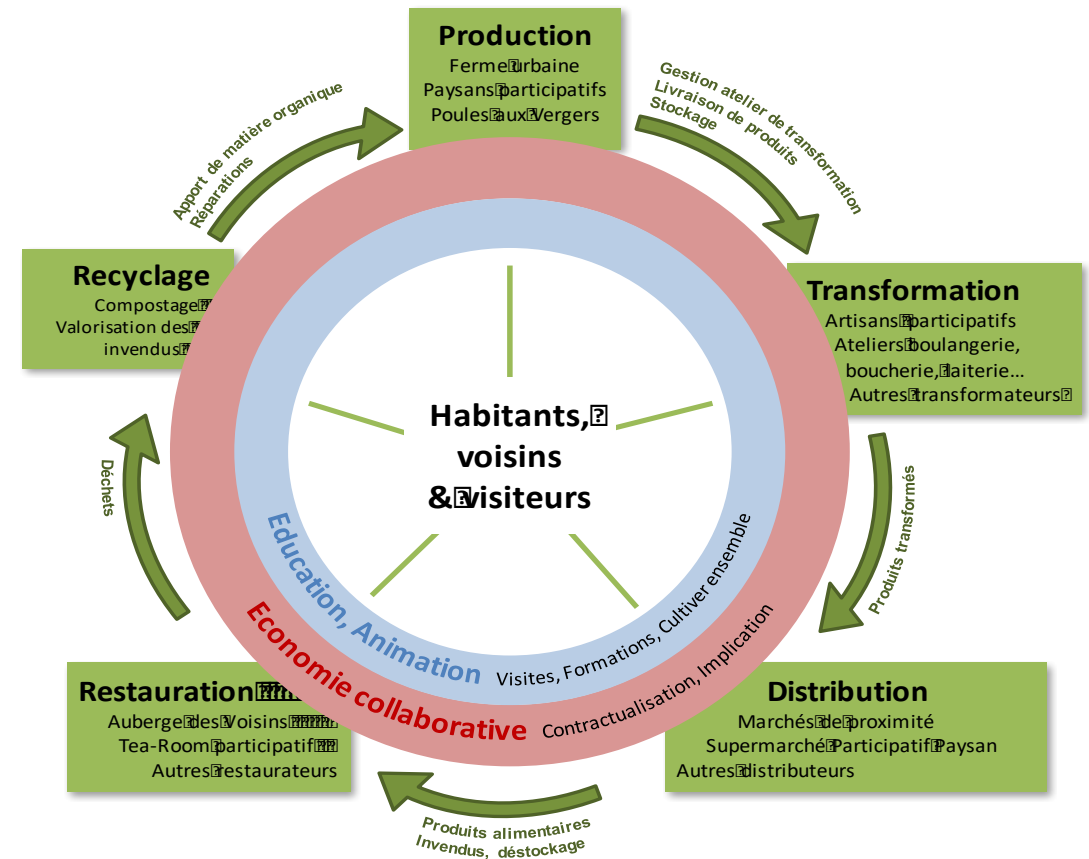 Production
Ferme urbaine
Paysans participatifs
Poules aux Vergers
Gestion atelier de transformation
Livraison de produits
Stockage
Transformation
Artisans participatifs
Ateliers boulangerie,
boucherie, laiterie...
Autres transformateurs
Produits transformés
Distribution
Marchés de proximité
Supermarché Participatif Paysan
Autres distributeurs
Produits alimentaires
Invendus, déstockage
Restauration
Auberge des Voisins
Tea-Room participatif
Autres restaurateurs
Déchets
Recyclage
Compostage
Valorisation des
invendus
Apport de matière organique
Réparations
Habitants,
voisins
& visiteurs
Education, Animation
Visites, Formations, Cultiver ensemble
Economie collaborative
Contractualisation, Implication